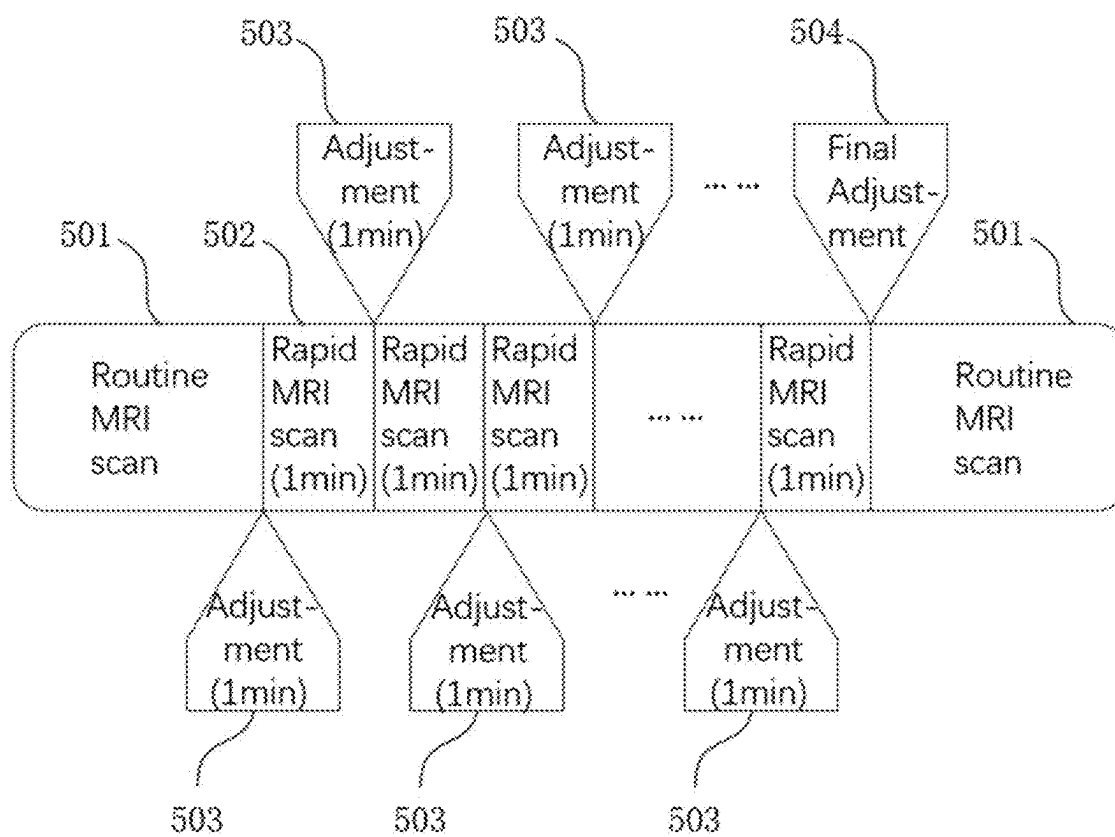 503
503
504
Adjust-
ment
(1min)
Adjust-
ment
(1min)
... ...
Final
Adjust-
ment
501
502
501
Routine
MRI
scan
Rapid
MRI
scan
(1min)
Rapid
MRI
scan
(1min)
Rapid
MRI
scan
(1min)
... ...
Rapid
MRI
scan
(1min)
Routine
MRI
scan
Adjust-
ment
(1min)
Adjust-
ment
(1min)
... ...
Adjust-
ment
(1min)
503
503
503